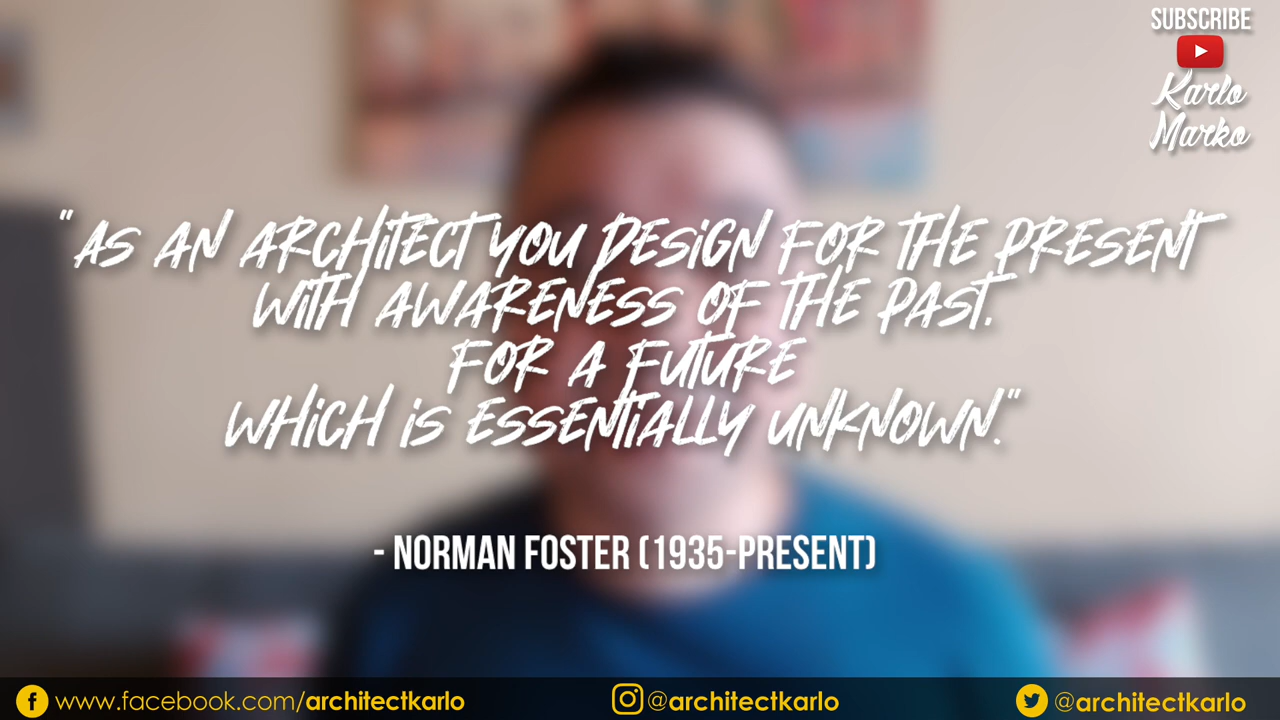 SUBSCRIBE
Karlo
Marko
"AS AN ARCHITECT YOU DESIGN FOR THE PRESENT
WITH AWARENESS OF THE PAST.
FOR A FUTURE
WHICH IS ESSENTIALLY UNKNOWN."
- NORMAN FOSTER (1935-PRESENT)
www.facebook.com/architectkarlo
@architectkarlo
@architectkarlo